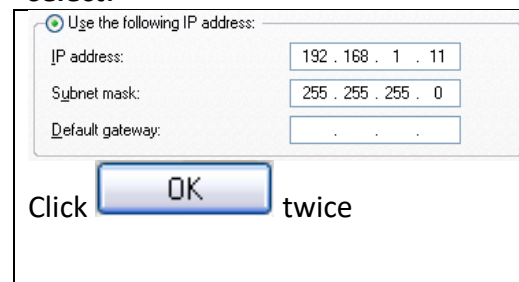 Use the following IP address:
IP address: 192 . 168 . 1 . 11
Subnet mask: 255 . 255 . 255 . 0
Default gateway: . . .
Click OK twice